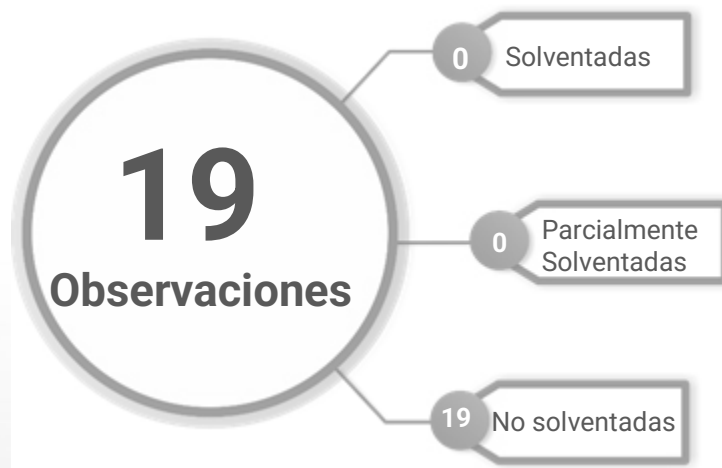 19
Observaciones
0
Solventadas
0
Parcialmente
Solventadas
19
No solventadas